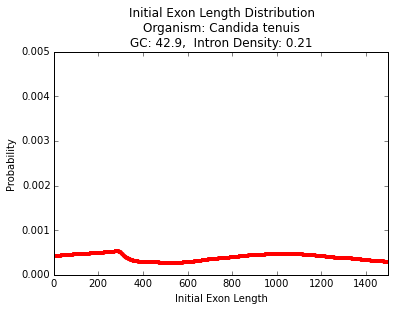 Initial Exon Length Distribution
Organism: Candida tenuis
GC: 42.9,  Intron Density: 0.21
0.005
0.004
0.003
0.002
0.001
0.000
Probability
0
200
400
600
800
1000
1200
1400
Initial Exon Length